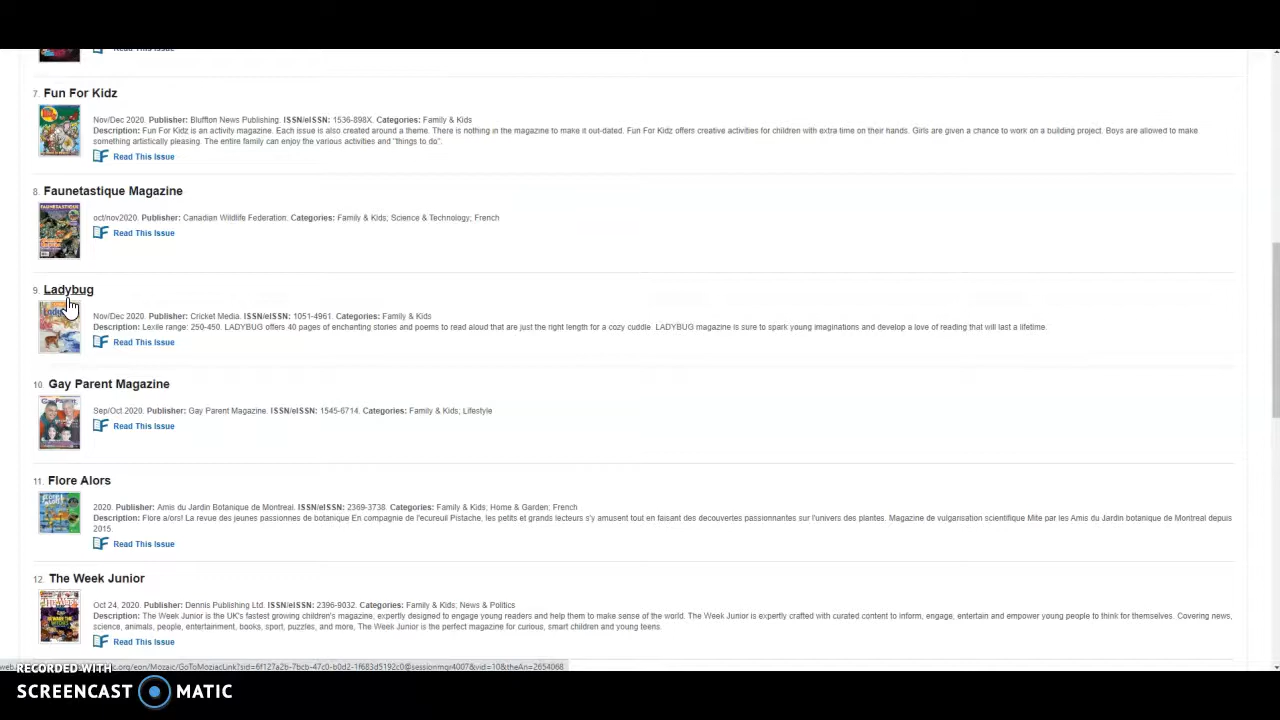 Read This Issue
7. Fun For Kidz
Nov/Dec 2020. Publisher: Bluffton News Publishing. ISSN/eISSN: 1536-898X. Categories: Family & Kids
Description: Fun For Kidz is an activity magazine. Each issue is also created around a theme. There is nothing in the magazine to make it out-dated. Fun For Kidz offers creative activities for children with extra time on their hands. Girls are given a chance to work on a building project. Boys are allowed to make
something artistically pleasing. The entire family can enjoy the various activities and "things to do".
Read This Issue
8. Faunetastique Magazine
oct/nov2020. Publisher: Canadian Wildlife Federation. Categories: Family & Kids; Science & Technology; French
Read This Issue
9. Ladybug
Nov/Dec 2020. Publisher: Cricket Media. ISSN/eISSN: 1051-4961. Categories: Family & Kids
Description: Lexile range: 250-450. LADYBUG offers 40 pages of enchanting stories and poems to read aloud that are just the right length for a cozy cuddle LADYBUG magazine is sure to spark young imaginations and develop a love of reading that will last a lifetime.
Read This Issue
10. Gay Parent Magazine
Sep/Oct 2020. Publisher: Gay Parent Magazine. ISSN/eISSN: 1545-6714. Categories: Family & Kids; Lifestyle
Read This Issue
11. Flore Alors
2020. Publisher: Amis du Jardin Botanique de Montreal. ISSN/eISSN: 2369-3738. Categories: Family & Kids; Home & Garden; French
Description: Flore a/ors! La revue des jeunes passionnes de botanique En compagnie de l'ecureuil Pistache, les petits et grands lecteurs s'y amusent tout en faisant des decouvertes passionnantes sur l'univers des plantes. Magazine de vulgarisation scientifique Mite par les Amis du Jardin botanique de Montreal depuis
2015.
Read This Issue
12. The Week Junior
Oct 24, 2020. Publisher: Dennis Publishing Ltd. ISSN/eISSN: 2396-9032. Categories: Family & Kids; News & Politics
Description: The Week Junior is the UK's fastest growing children's magazine, expertly designed to engage young readers and help them to make sense of the world. The Week Junior is expertly crafted with curated content to inform, engage, entertain and empower young people to think for themselves. Covering news,
science, animals, people, entertainment, books, sport, puzzles, and more, The Week Junior is the perfect magazine for curious, smart children and young teens.
Read This Issue
RECORDED WITH
SCREENCAST MATIC